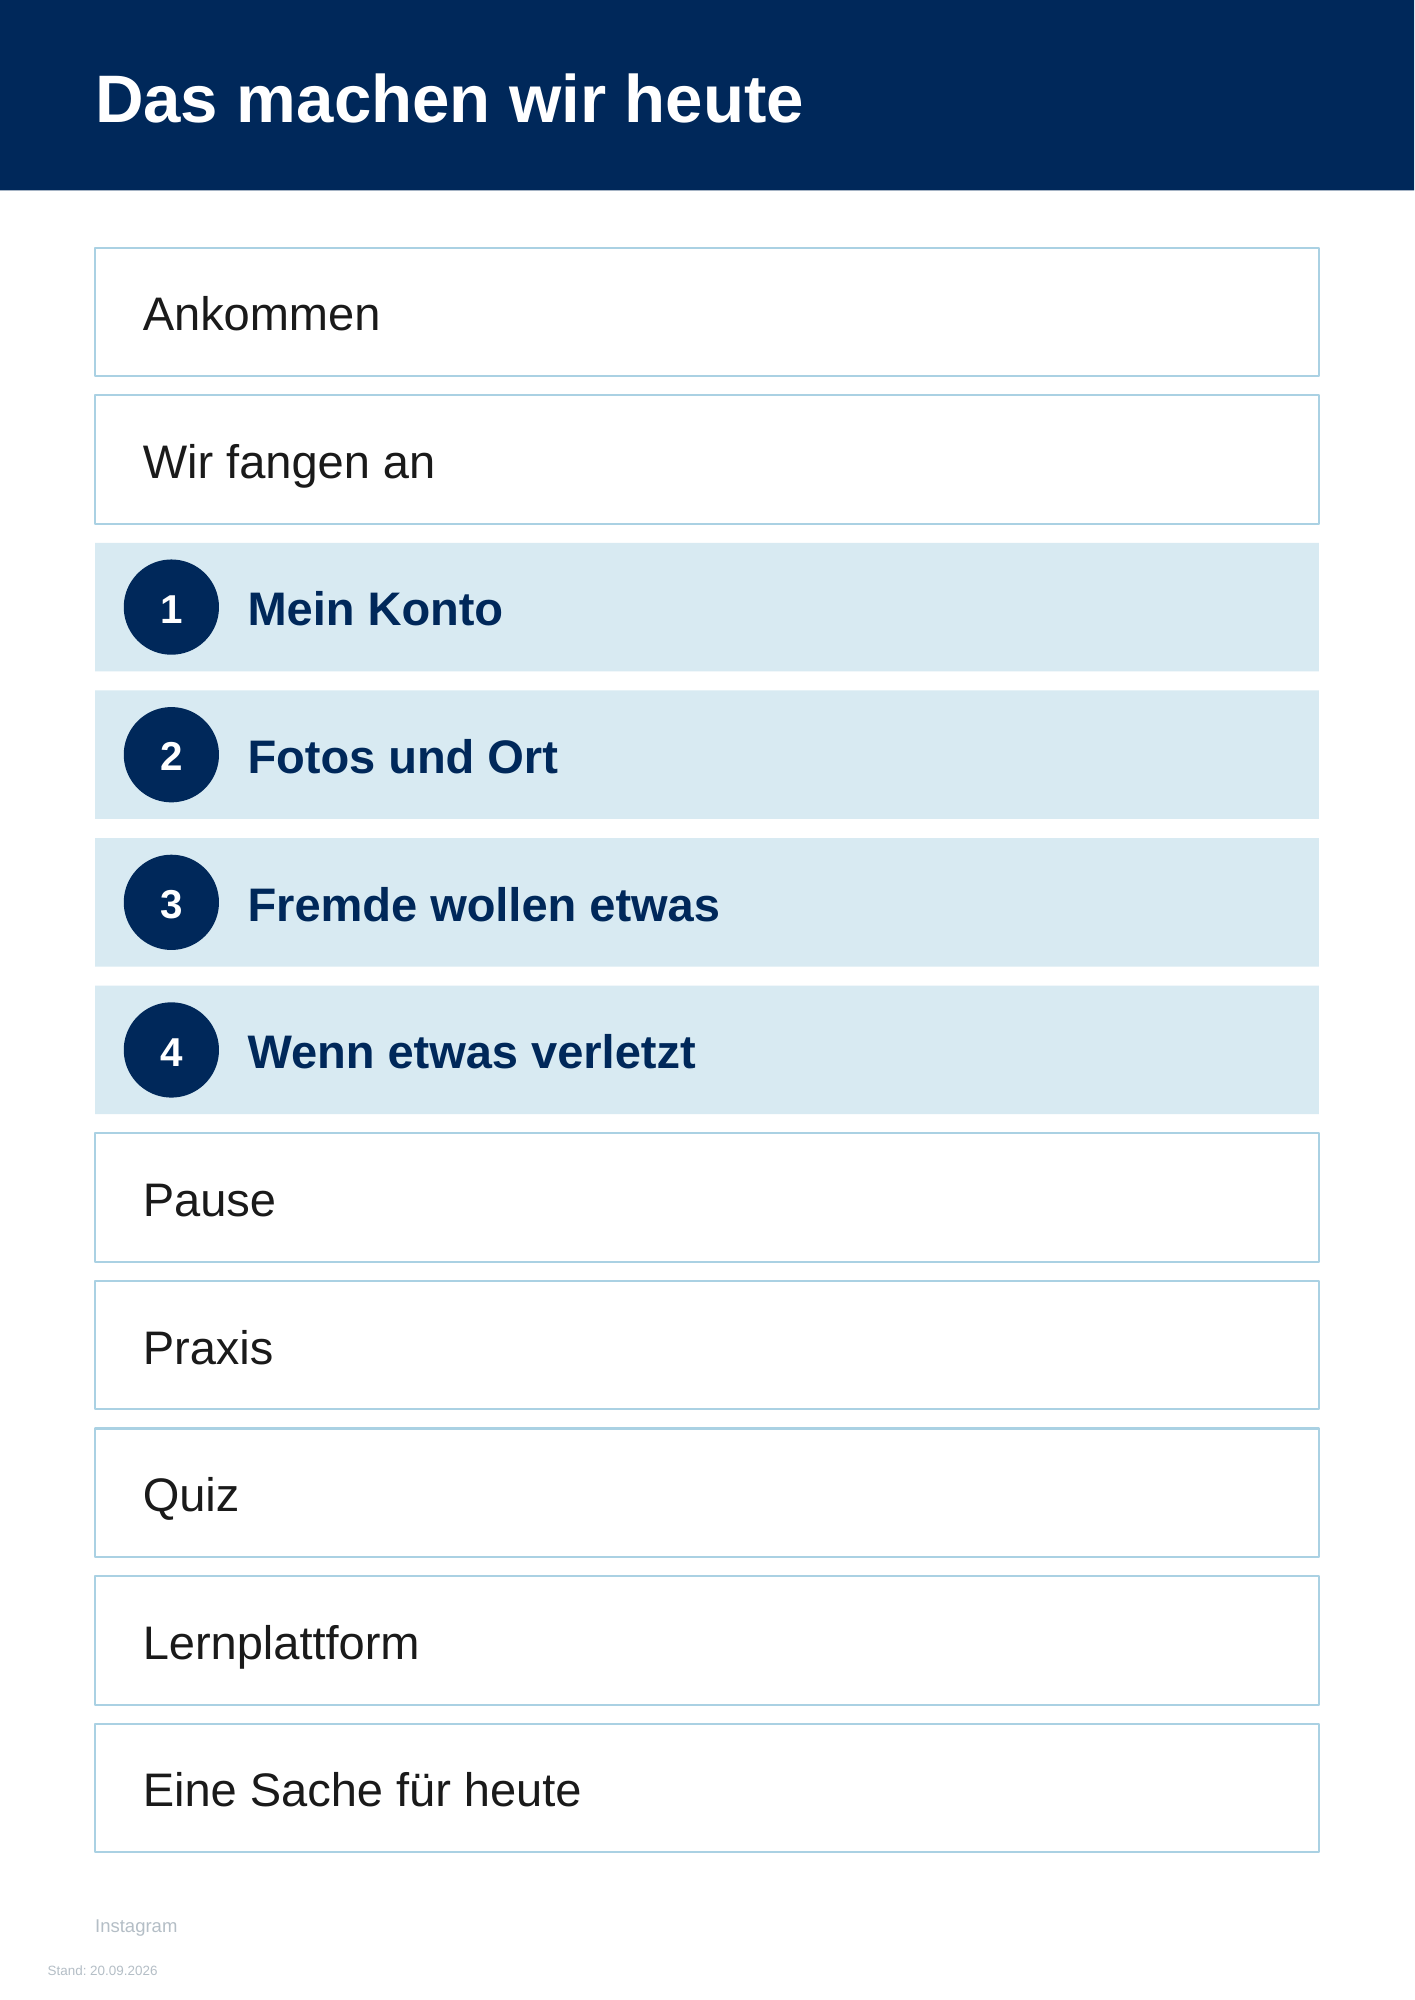 Das machen wir heute
Ankommen
Wir fangen an
1 Mein Konto
2 Fotos und Ort
3 Fremde wollen etwas
4 Wenn etwas verletzt
Pause
Praxis
Quiz
Lernplattform
Eine Sache für heute
Instagram
Stand: 20.09.2026